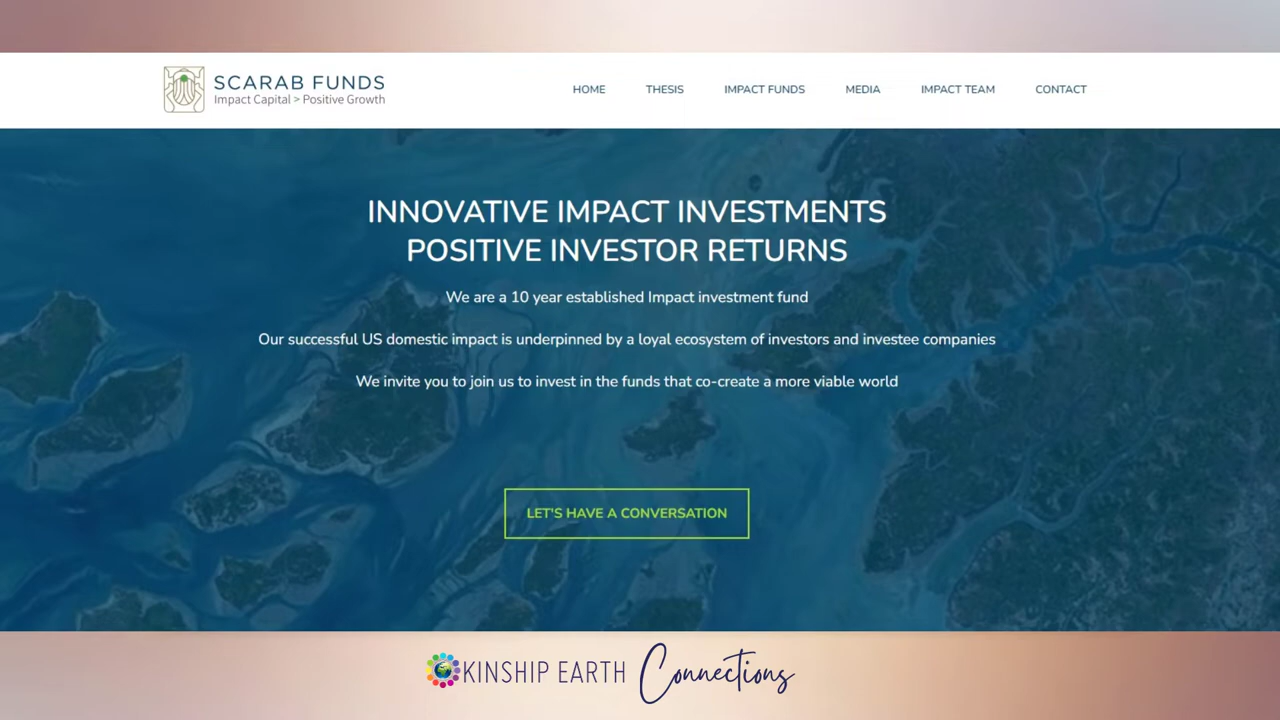 SCARAB FUNDS
Impact Capital > Positive Growth
HOME THESIS IMPACT FUNDS MEDIA IMPACT TEAM CONTACT
INNOVATIVE IMPACT INVESTMENTS
POSITIVE INVESTOR RETURNS
We are a 10 year established Impact investment fund
Our successful US domestic impact is underpinned by a loyal ecosystem of investors and investee companies
We invite you to join us to invest in the funds that co-create a more viable world
LET'S HAVE A CONVERSATION
KINSHIP EARTH Connections